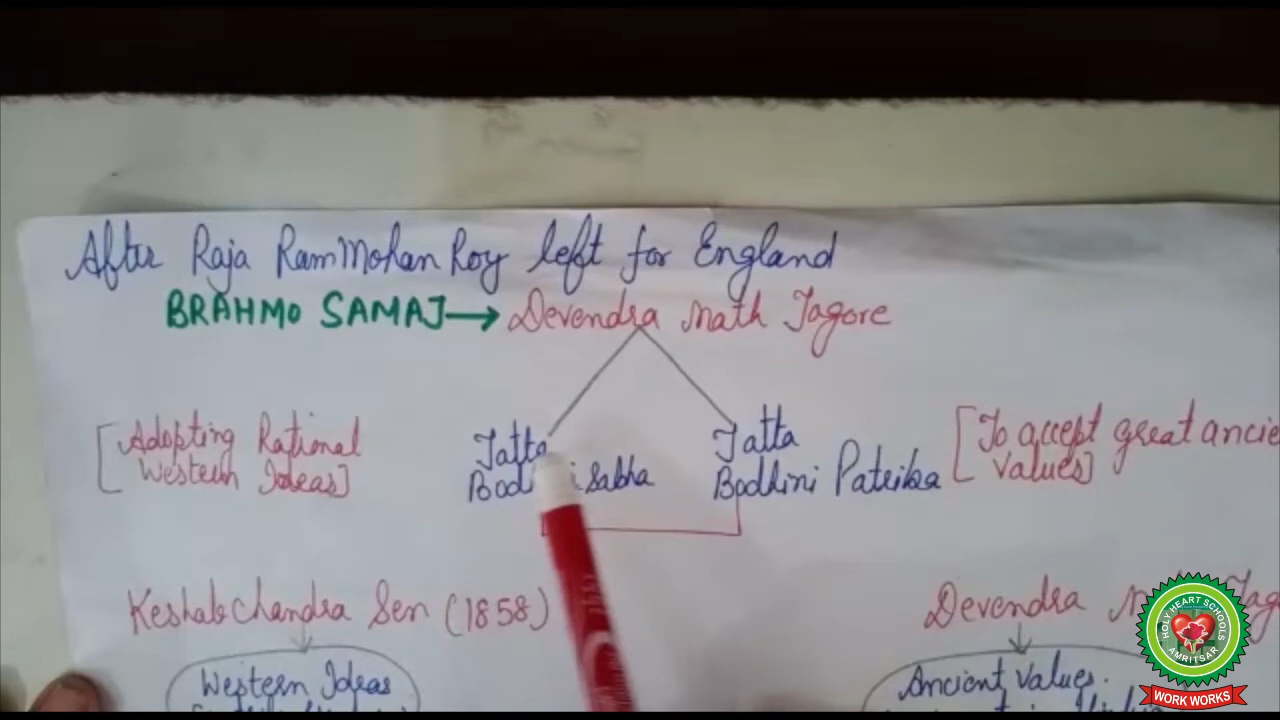 After Raja RamMohan Roy left for England
BRAHMO SAMAJ → Devendra Nath Tagore
[Adopting Rational
Western Ideas]
Tatta
Sabha
Tatta
Bodhini Patrika
[To accept great
values]
Keshab Chandra Sen (1858)
Devendra
Western Ideas
Ancient Values.
HOLY HEART SCHOOLS
AMRITSAR
WORK WORKS